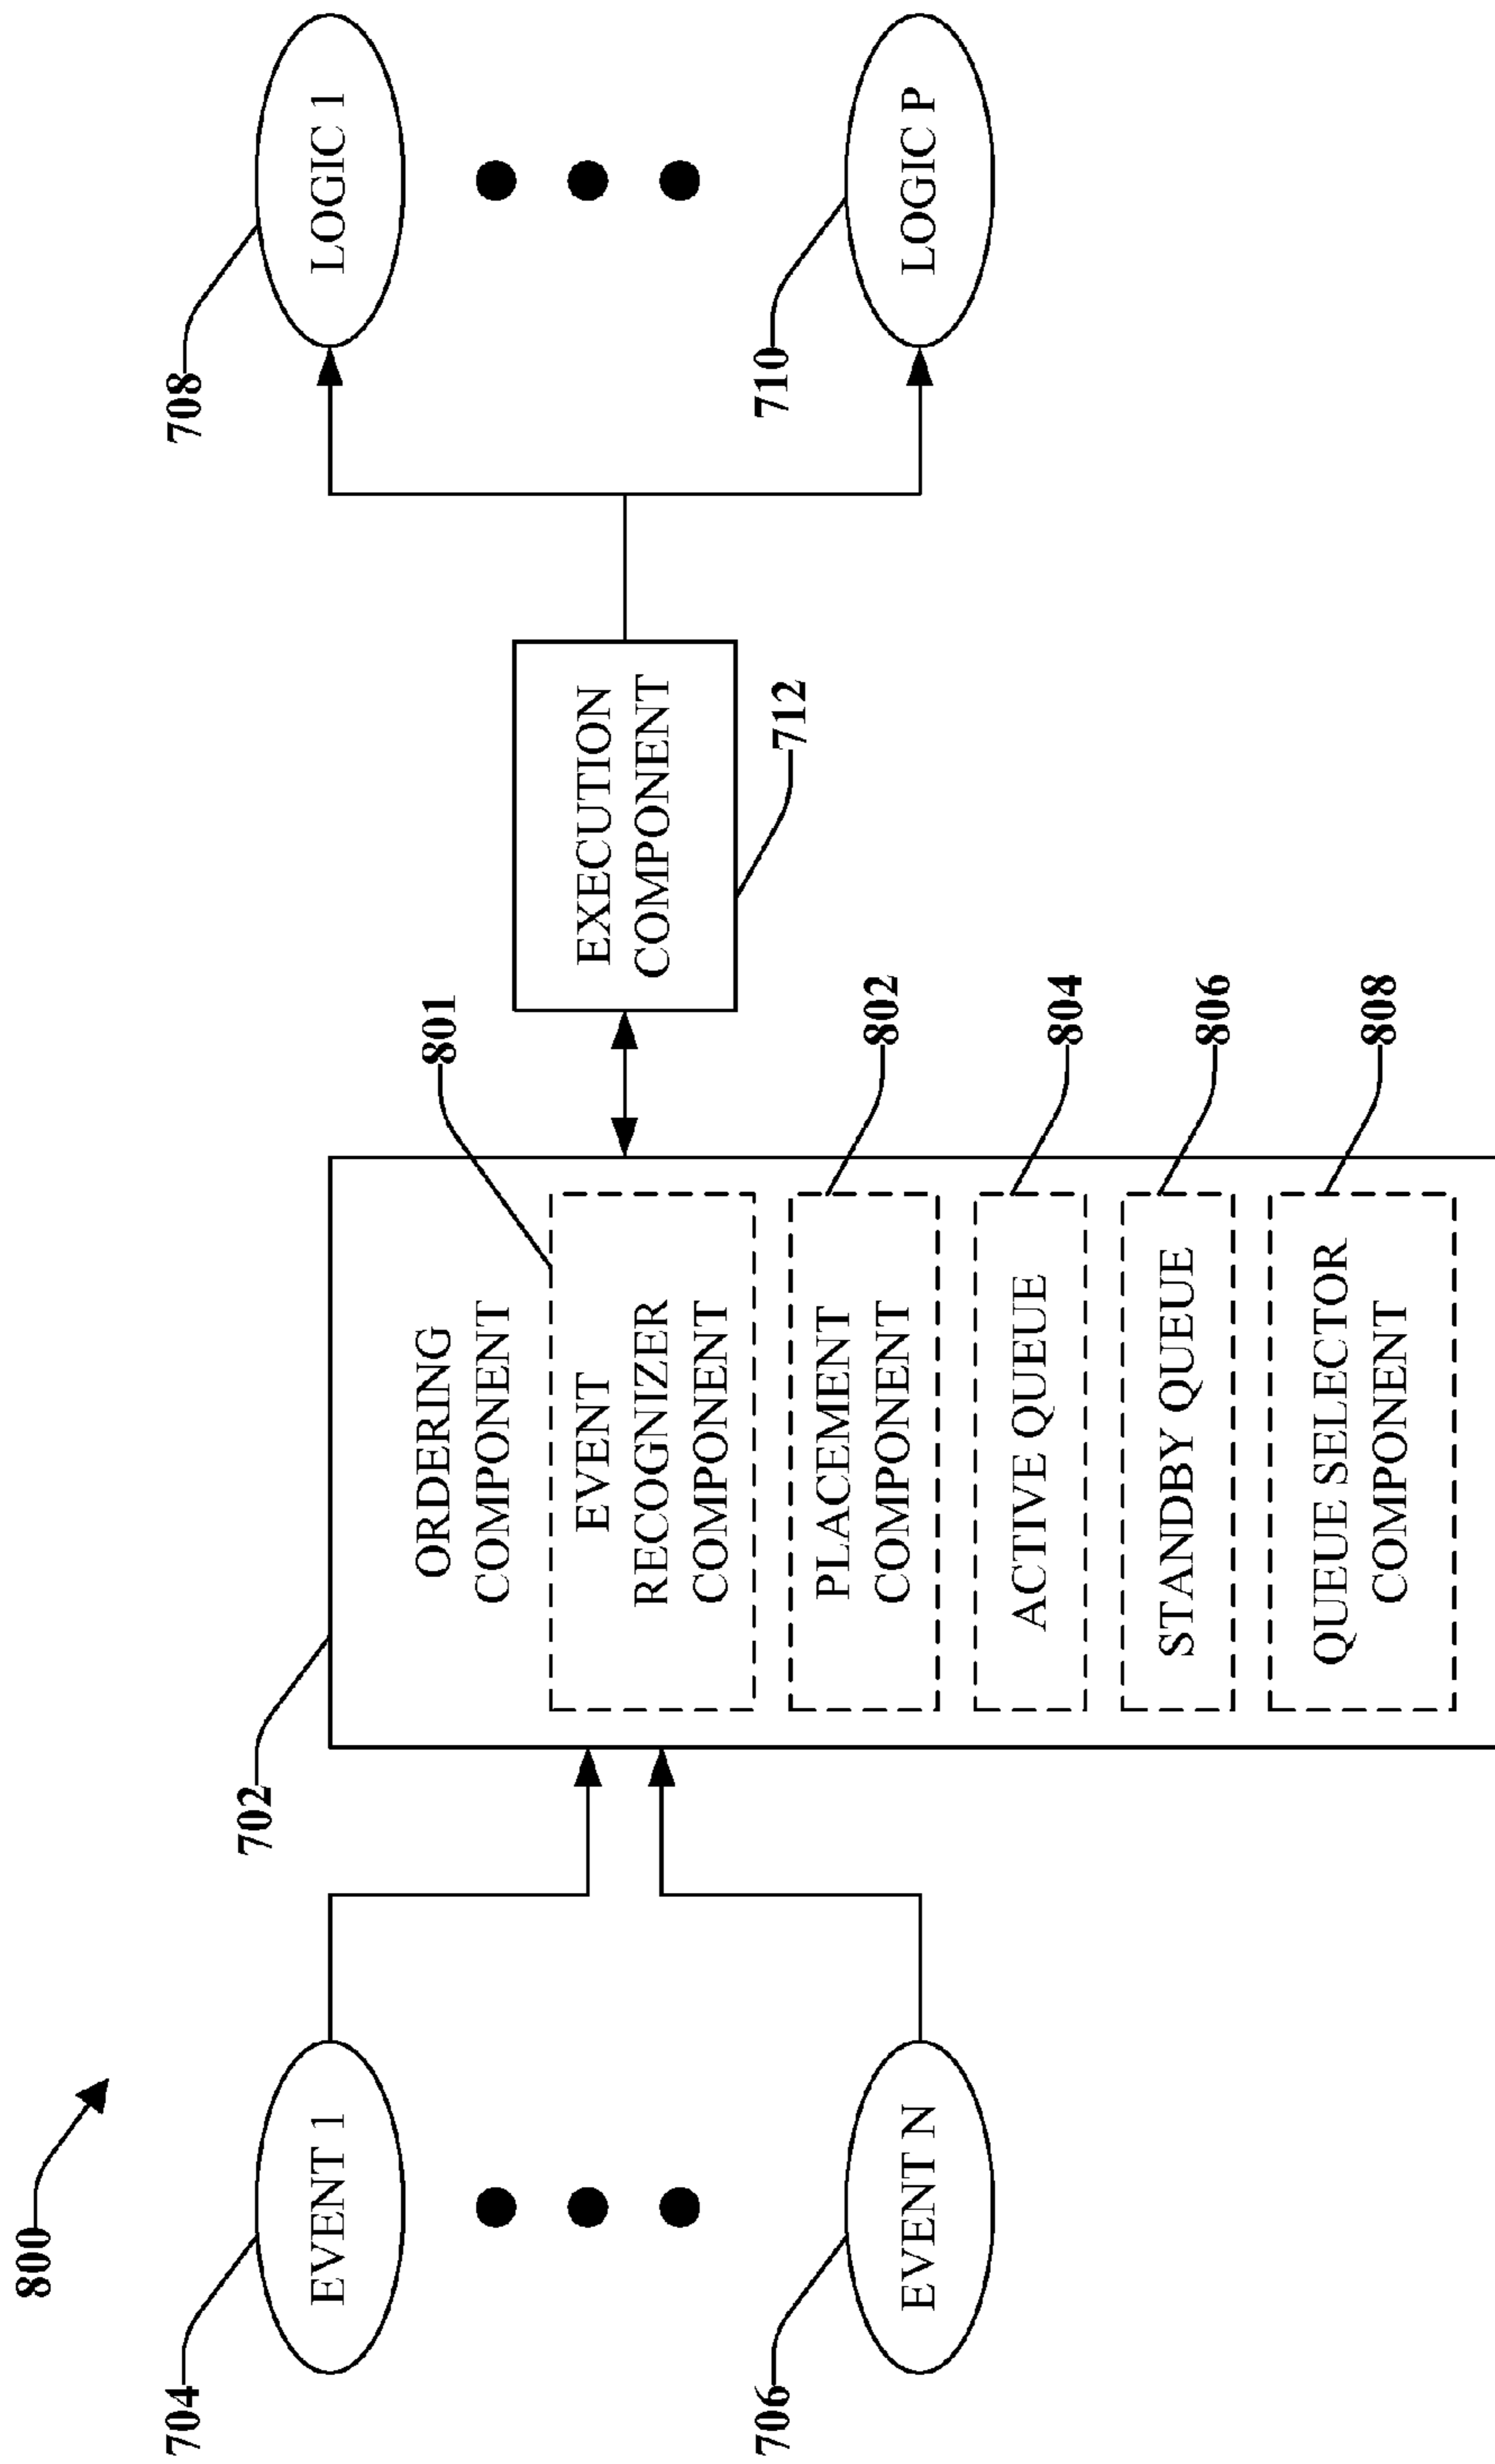 800
704
EVENT 1
706
EVENT N
702
ORDERING
COMPONENT
801
EVENT
RECOGNIZER
COMPONENT
802
PLACEMENT
COMPONENT
804
ACTIVE QUEUE
806
STANDBY QUEUE
808
QUEUE SELECTOR
COMPONENT
EXECUTION
COMPONENT
712
708
LOGIC 1
710
LOGIC P